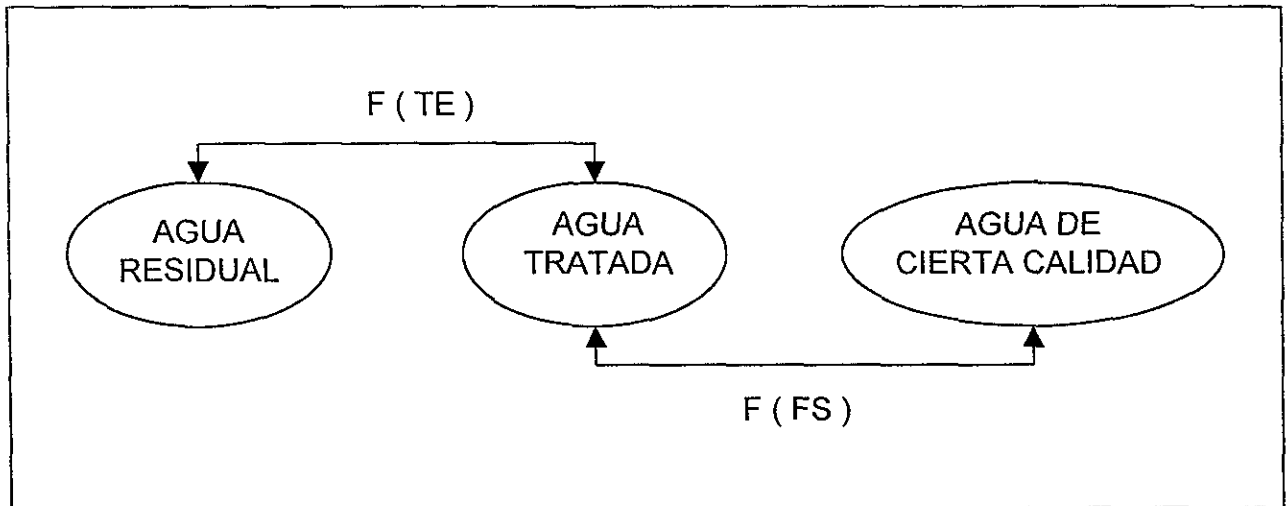 F ( TE )
AGUA
RESIDUAL
AGUA
TRATADA
AGUA DE
CIERTA CALIDAD
F ( FS )